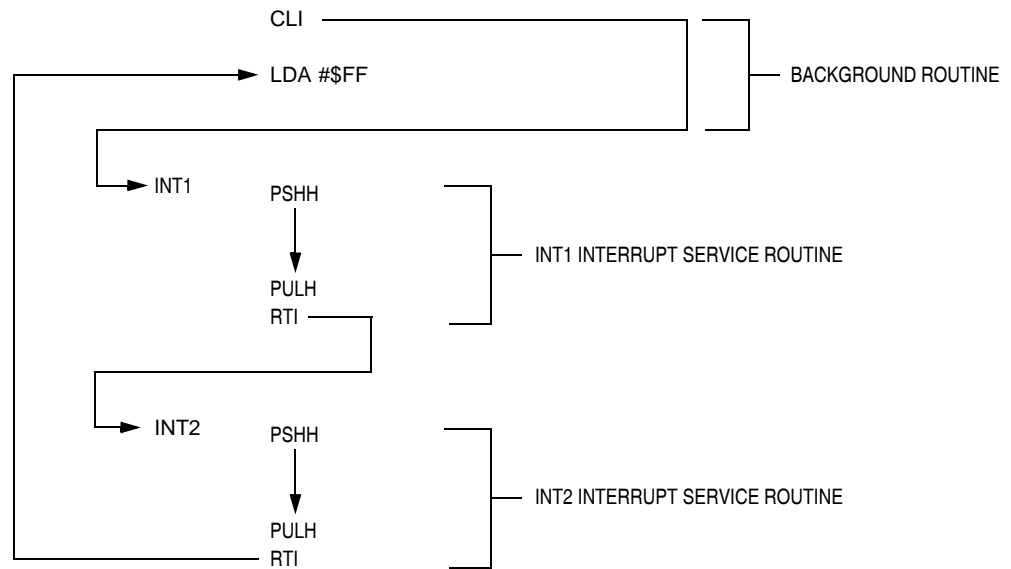 CLI
LDA #$FF
BACKGROUND ROUTINE
INT1
PSHH
INT1 INTERRUPT SERVICE ROUTINE
PULH
RTI
INT2
PSHH
INT2 INTERRUPT SERVICE ROUTINE
PULH
RTI